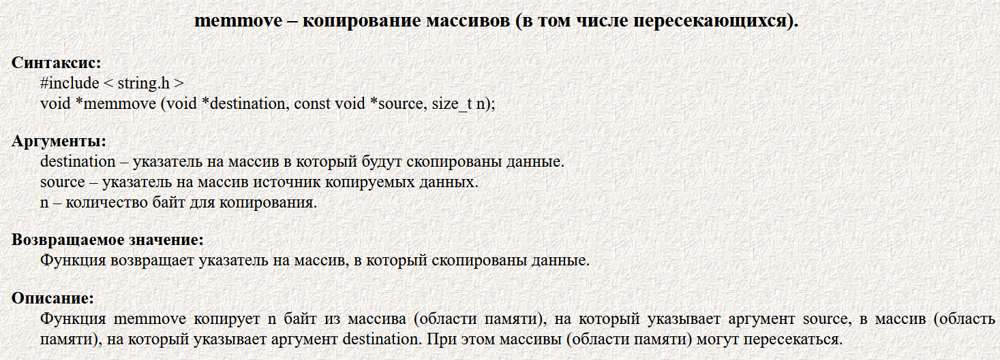 memmove – копирование массивов (в том числе пересекающихся).
Синтаксис:
#include < string.h >
void *memmove (void *destination, const void *source, size_t n);
Аргументы:
destination – указатель на массив в который будут скопированы данные.
source – указатель на массив источник копируемых данных.
n – количество байт для копирования.
Возвращаемое значение:
Функция возвращает указатель на массив, в который скопированы данные.
Описание:
Функция memmove копирует n байт из массива (области памяти), на который указывает аргумент source, в массив (область
памяти), на который указывает аргумент destination. При этом массивы (области памяти) могут пересекаться.